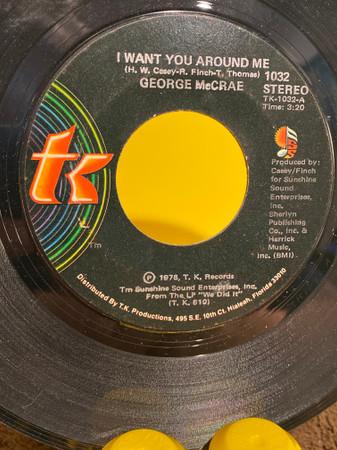 I WANT YOU AROUND ME
(H. W. Casey-R. Finch-T. Thomas)
GEORGE McCRAE
1032
STEREO
TK-1032-A
Time: 3:20
tk
Tm
Produced by:
Casey/Finch
for Sunshine
Sound
Enterprises,
Inc.
Sherlyn
Publishing
Co., Inc. &
Harrick
Music,
Inc. (BMI).
℗ 1978, T. K. Records
Tm Sunshine Sound Enterprises, Inc.
From The LP "We Did It"
(T. K. 610)
Distributed By T.K. Productions, 495 S.E. 10th Ct. Hialeah, Florida 33010